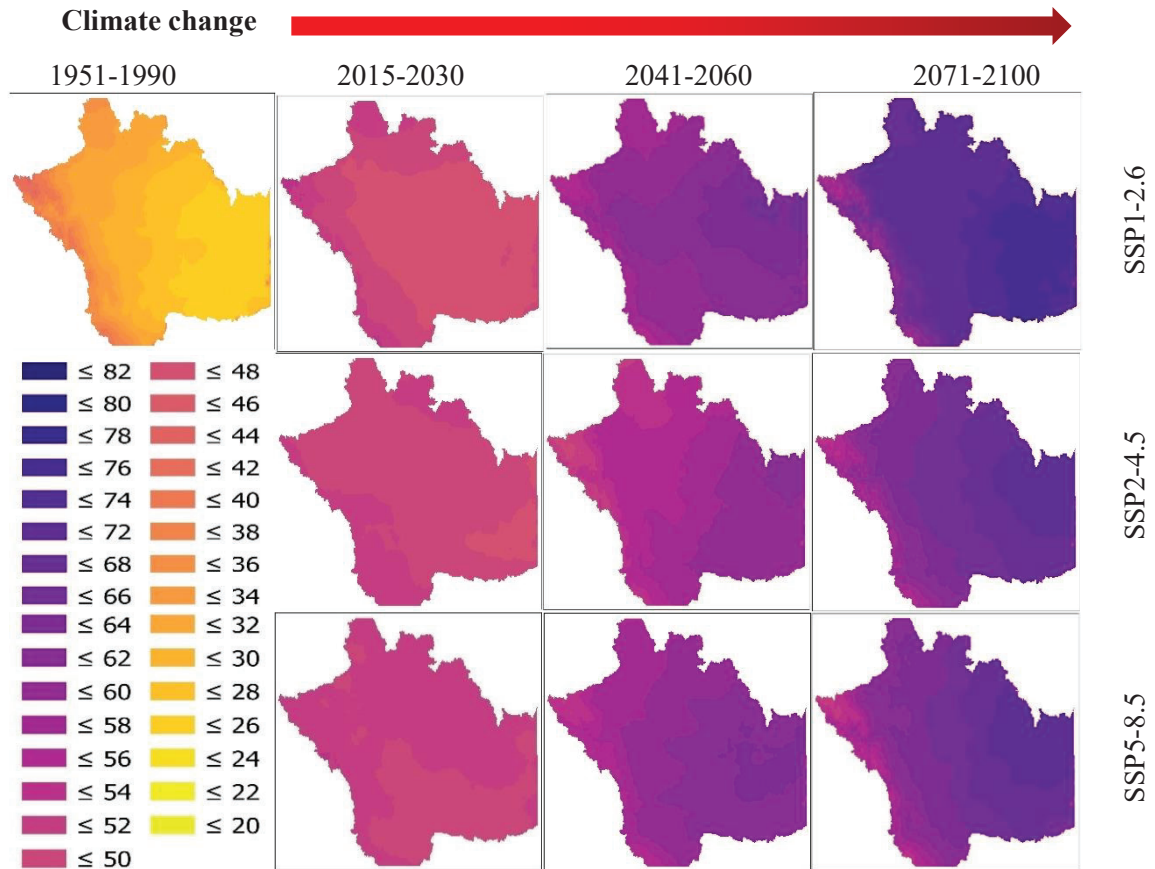 Climate change
1951-1990 2015-2030 2041-2060 2071-2100
SSP1-2.6
≤ 82 ≤ 48
≤ 80 ≤ 46
≤ 78 ≤ 44
≤ 76 ≤ 42
≤ 74 ≤ 40
≤ 72 ≤ 38
≤ 68 ≤ 36
≤ 66 ≤ 34
≤ 64 ≤ 32
≤ 62 ≤ 30
≤ 60 ≤ 28
≤ 58 ≤ 26
≤ 56 ≤ 24
≤ 54 ≤ 22
≤ 52 ≤ 20
≤ 50
SSP2-4.5
SSP5-8.5